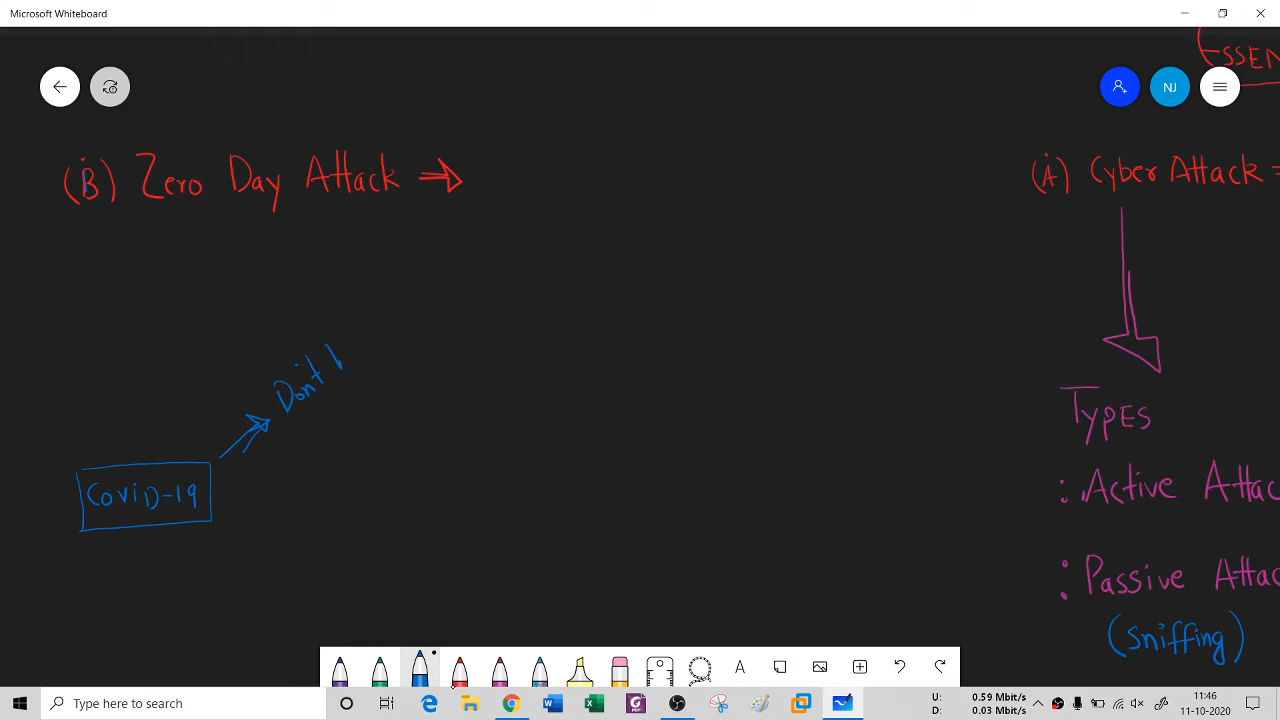 Microsoft Whiteboard
ESSEN
NJ
(B) Zero Day Attack ⇒
(A) Cyber Attack =
Don't
TYPES
Covid-19
: Active Attac
: Passive Attac
(Sniffing)
A
Type here to search
U: 0.59 Mbit/s
D: 0.03 Mbit/s
11:46
11-10-2020